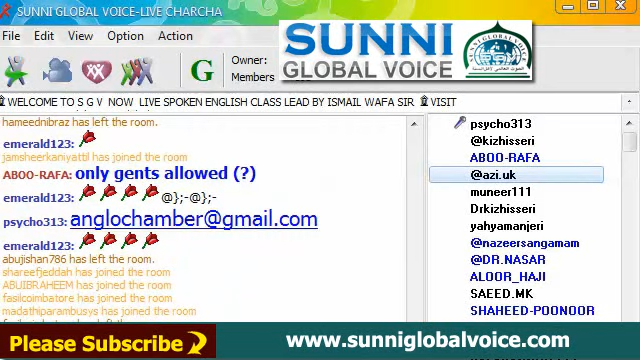 SUNNI GLOBAL VOICE-LIVE CHARCHA
File Edit Options Action
SUNNI
GLOBAL VOICE
G Owner:
Members
WELCOME TO S G V NOW LIVE SPOKEN ENGLISH CLASS LEAD BY ISMAIL WAFA SIR VISIT
hameednibraz has left the room.
emerald123:
jamsheerkaniyattil has joined the room
ABOO-RAFA: only gents allowed (?)
emerald123: @};-@};-
psycho313: anglochamber@gmail.com
emerald123:
abujishan786 has left the room.
shareefjeddah has joined the room
ABUIBRAHEEM has joined the room
fasilcoimbatore has joined the room
madathiparambusys has joined the room
psycho313
@kizhisseri
ABOO-RAFA
@azi.uk
muneer111
Drkizhisseri
yahyamanjeri
@nazeersangamam
@DR.NASAR
ALOOR_HAJI
SAEED.MK
SHAHEED-POONOOR
Please Subscribe
www.sunniglobalvoice.com